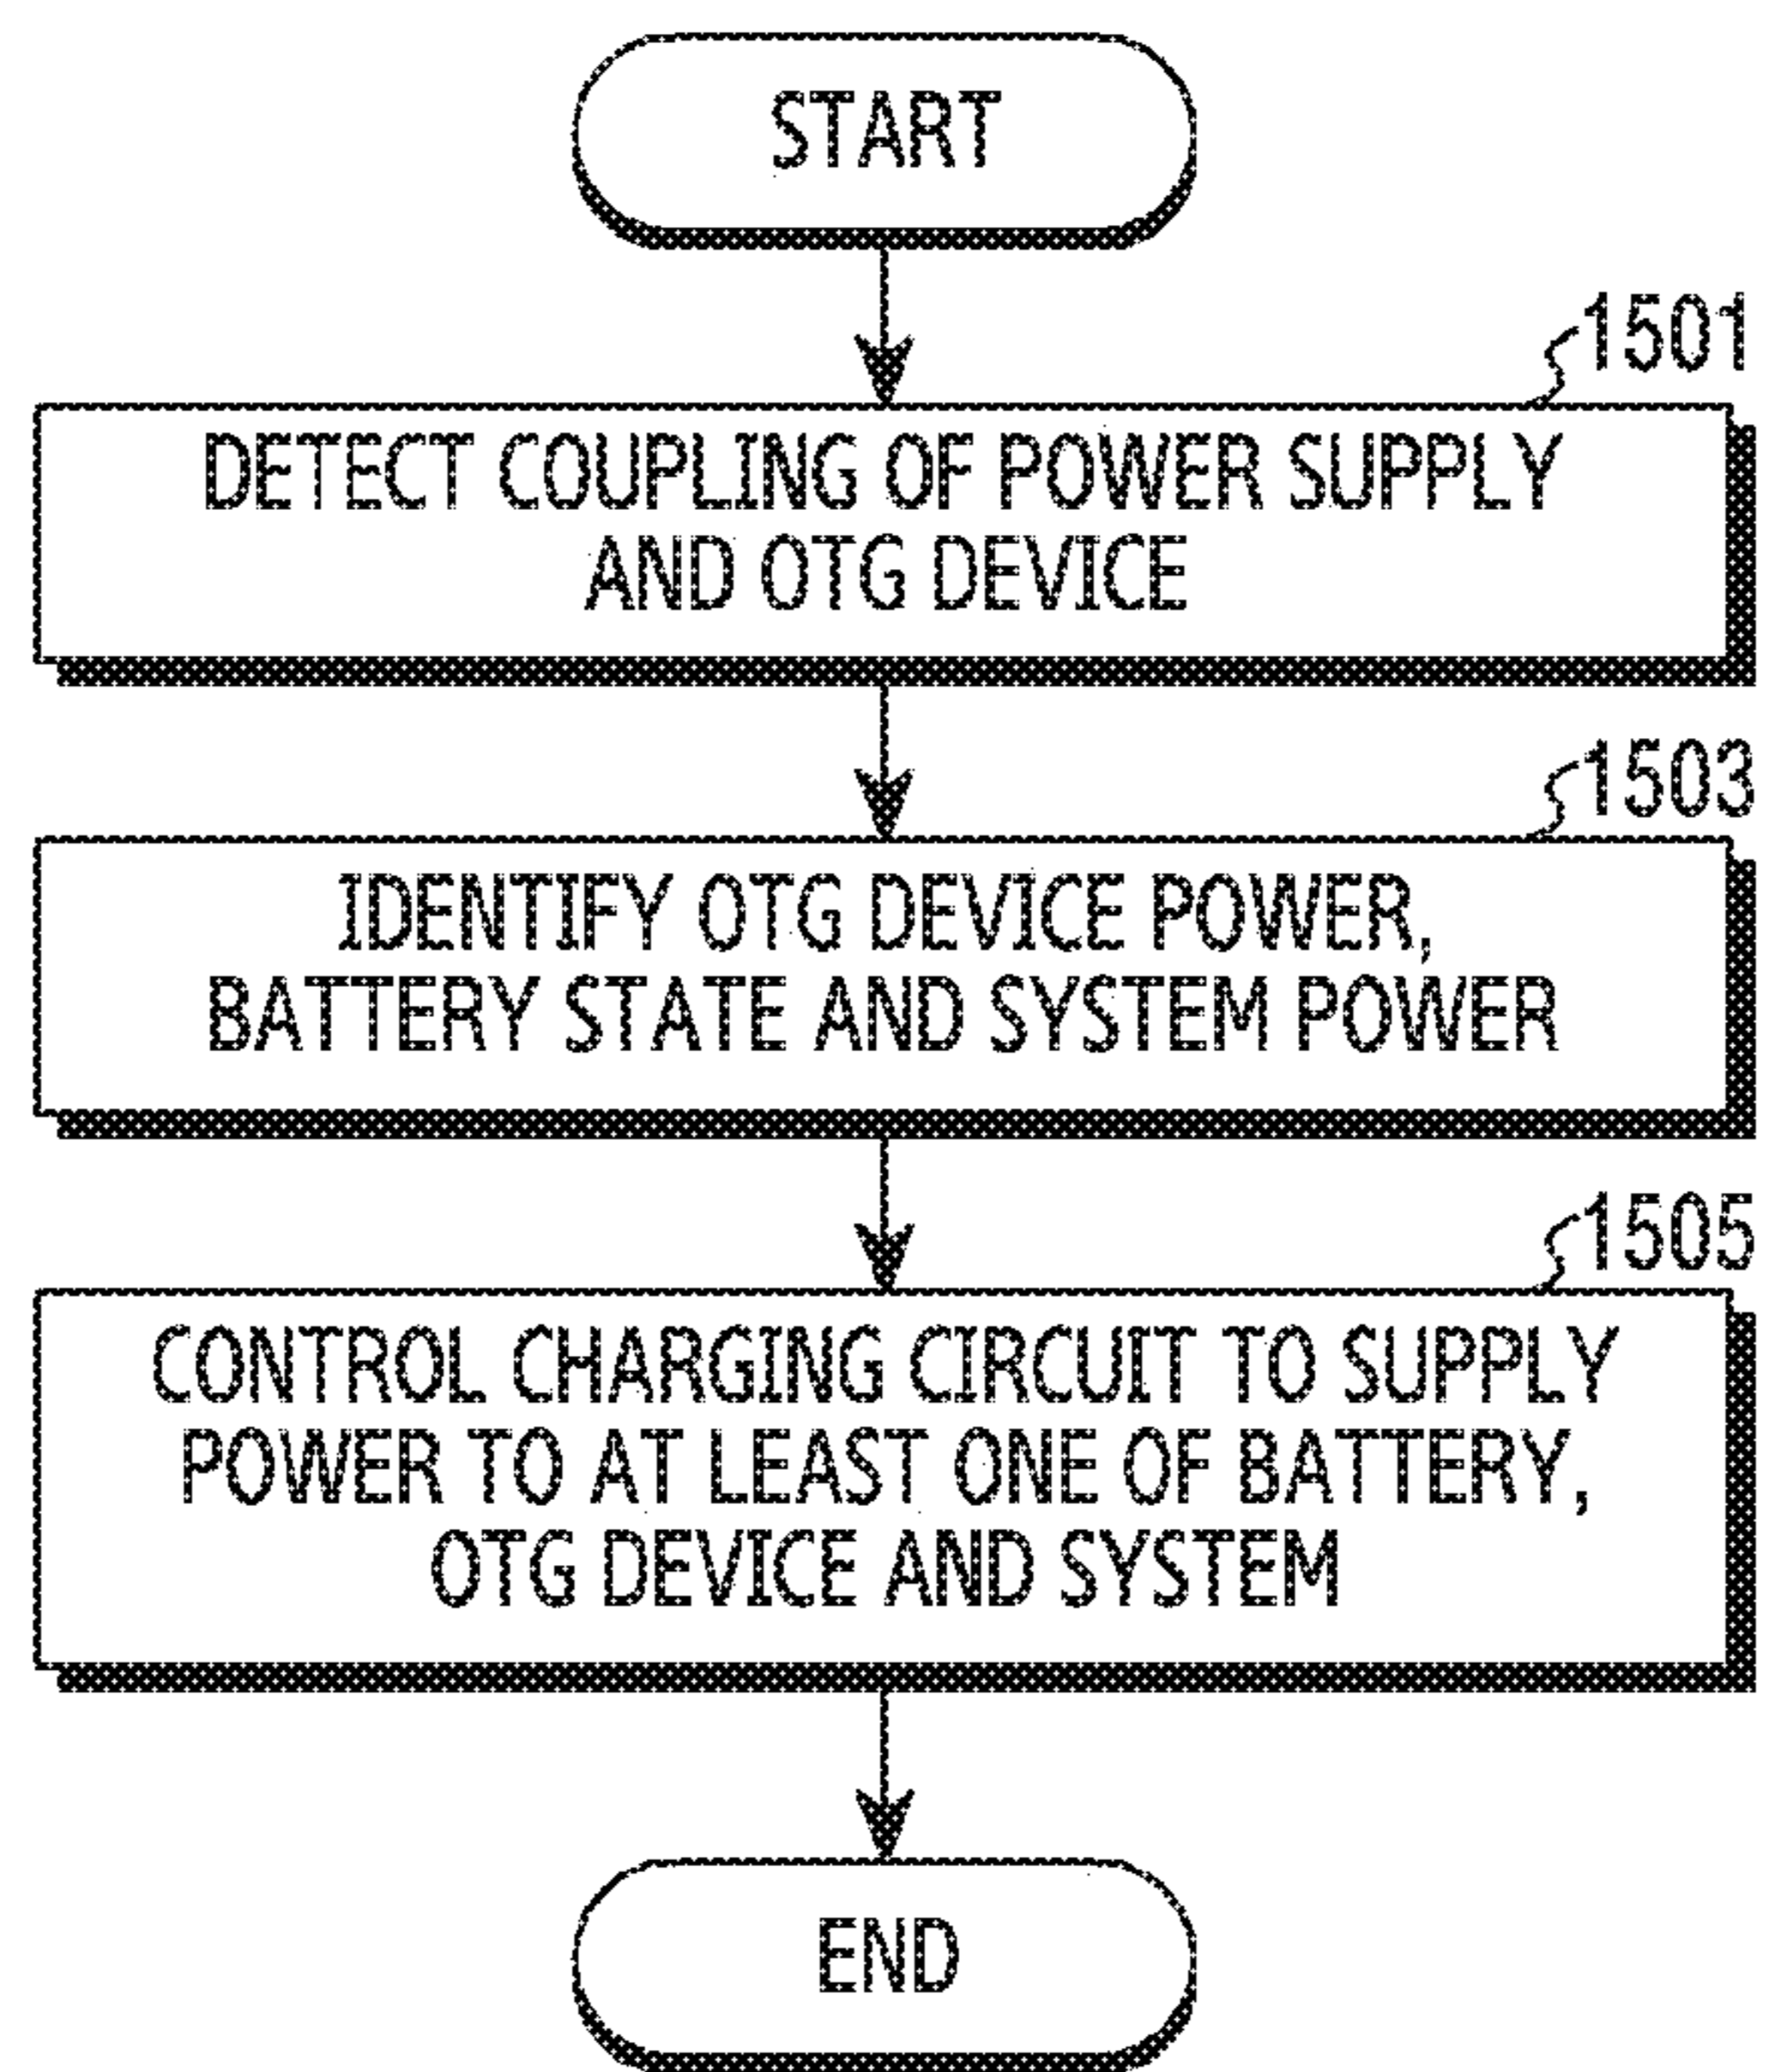 START
1501
DETECT COUPLING OF POWER SUPPLY
AND OTG DEVICE
1503
IDENTIFY OTG DEVICE POWER,
BATTERY STATE AND SYSTEM POWER
1505
CONTROL CHARGING CIRCUIT TO SUPPLY
POWER TO AT LEAST ONE OF BATTERY,
OTG DEVICE AND SYSTEM
END